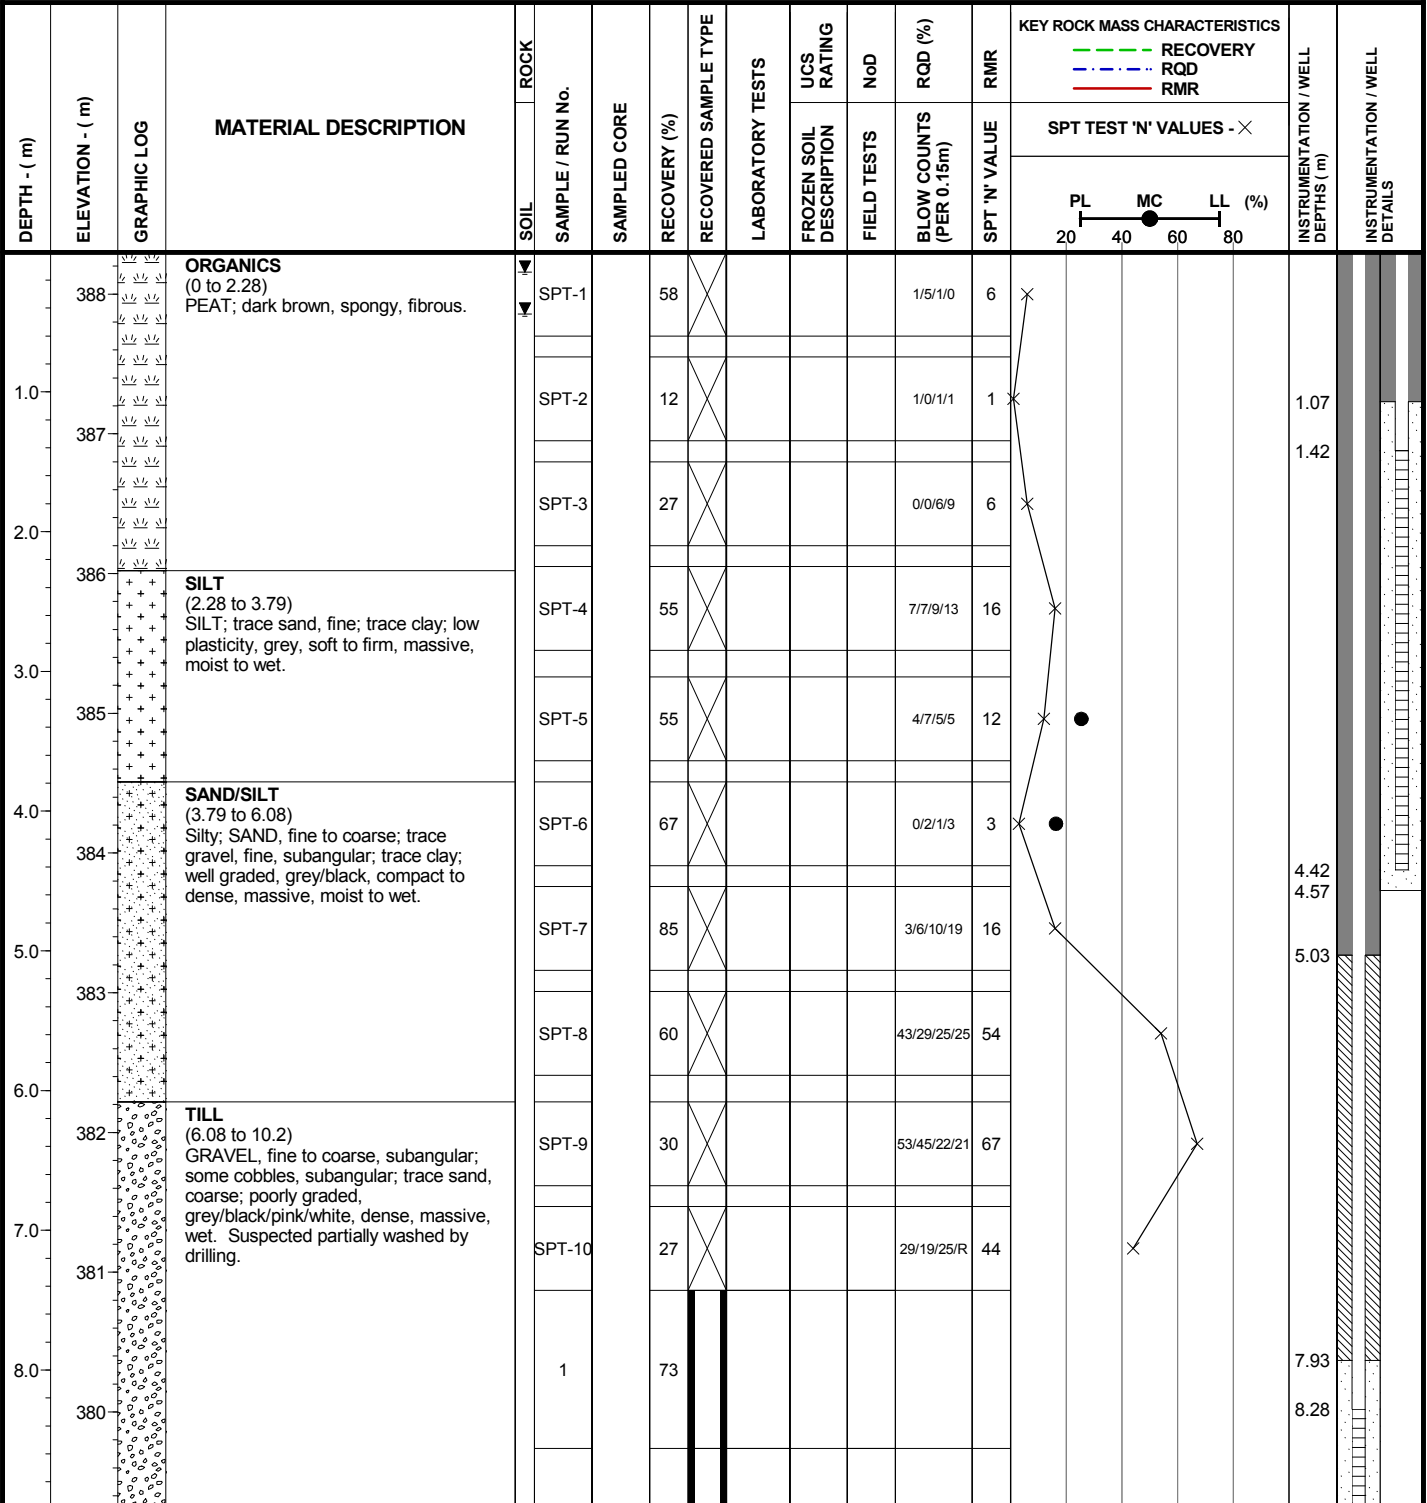 DEPTH - ( m)
ELEVATION - ( m)
GRAPHIC LOG
MATERIAL DESCRIPTION
SOIL
ROCK
SAMPLE / RUN No.
SAMPLED CORE
RECOVERY (%)
RECOVERED SAMPLE TYPE
LABORATORY TESTS
UCS RATING
FROZEN SOIL DESCRIPTION
NoD
FIELD TESTS
RQD (%)
BLOW COUNTS (PER 0.15m)
RMR
SPT 'N' VALUE
KEY ROCK MASS CHARACTERISTICS
RECOVERY
RQD
RMR
SPT TEST 'N' VALUES - ×
PL MC LL (%)
20 40 60 80
INSTRUMENTATION / WELL DEPTHS ( m)
INSTRUMENTATION / WELL DETAILS
ORGANICS
(0 to 2.28)
PEAT; dark brown, spongy, fibrous.
388
SPT-1 58 1/5/1/0 6
1.0
SPT-2 12 1/0/1/1 1
1.07
387
1.42
SPT-3 27 0/0/6/9 6
2.0
386
SILT
(2.28 to 3.79)
SILT; trace sand, fine; trace clay; low
plasticity, grey, soft to firm, massive,
moist to wet.
SPT-4 55 7/7/9/13 16
3.0
385
SPT-5 55 4/7/5/5 12
SAND/SILT
(3.79 to 6.08)
Silty; SAND, fine to coarse; trace
gravel, fine, subangular; trace clay;
well graded, grey/black, compact to
dense, massive, moist to wet.
4.0
SPT-6 67 0/2/1/3 3
384
4.42
4.57
SPT-7 85 3/6/10/19 16
5.0
5.03
383
SPT-8 60 43/29/25/25 54
6.0
TILL
(6.08 to 10.2)
GRAVEL, fine to coarse, subangular;
some cobbles, subangular; trace sand,
coarse; poorly graded,
grey/black/pink/white, dense, massive,
wet. Suspected partially washed by
drilling.
382
SPT-9 30 53/45/22/21 67
7.0
SPT-10 27 29/19/25/R 44
381
8.0
1 73
7.93
380
8.28